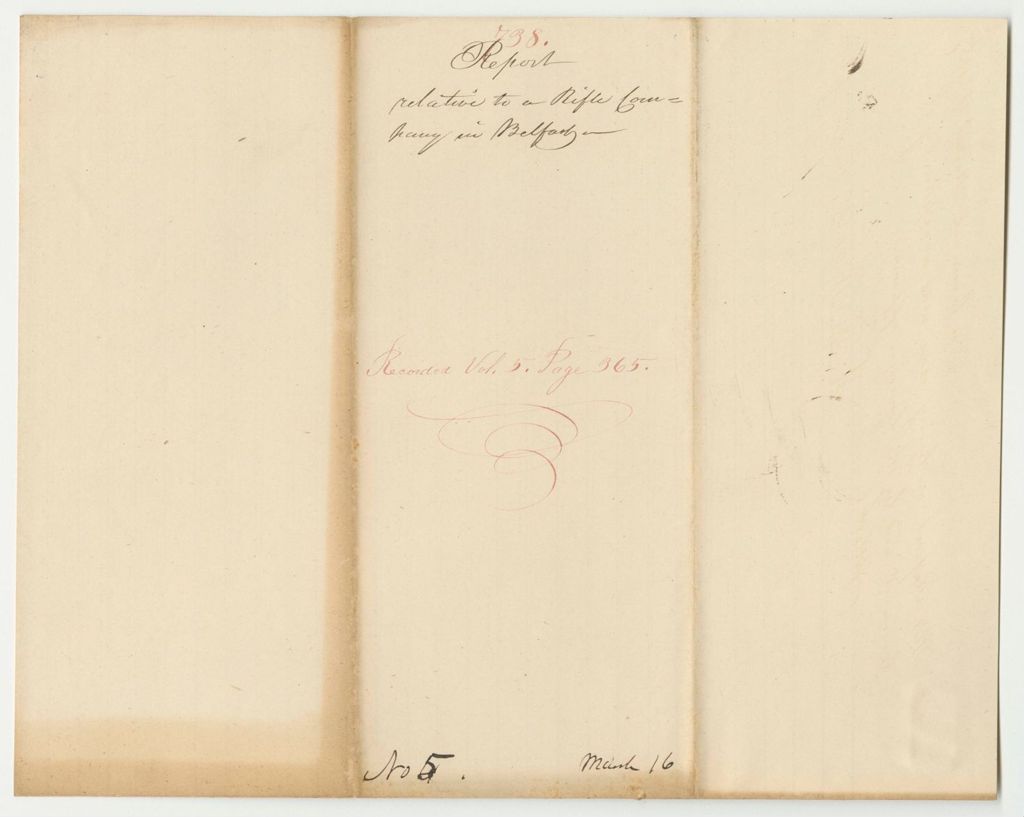 738.
Report
relative to a Rifle Com=
pany in Belfast
Recorded Vol. 5. Page 365.
No 5.
March 16